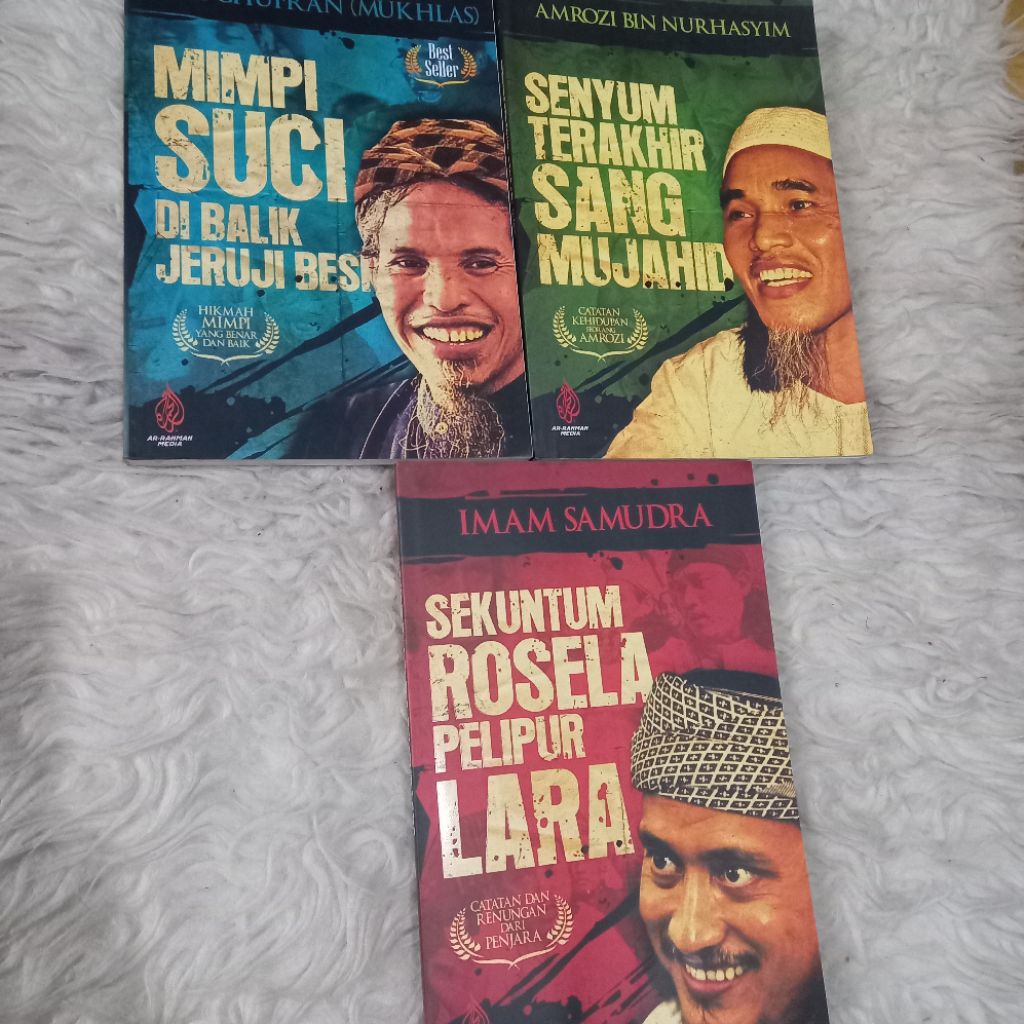 GHUFRAN (MUKHLAS)
MIMPI
SUCI
DI BALIK
JERUJI BESI
Best
Seller
HIKMAH
MIMPI
YANG BENAR
DAN BAIK
AR-RAHMAH
MEDIA
AMROZI BIN NURHASYIM
SENYUM
TERAKHIR
SANG
MUJAHID
CATATAN
KEHIDUPAN
SEORANG
AMROZI
AR-RAHMAH
MEDIA
IMAM SAMUDRA
SEKUNTUM
ROSELA
PELIPUR
LARA
CATATAN DAN
RENUNGAN
DARI
PENJARA